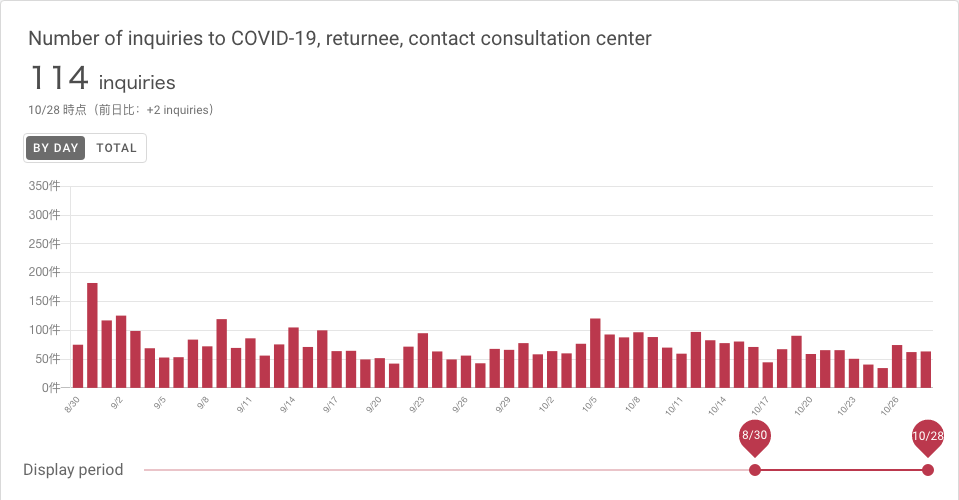 Number of inquiries to COVID-19, returnee, contact consultation center
114 inquiries
10/28 時点（前日比：+2 inquiries）
BY DAY TOTAL
350件
300件
250件
200件
150件
100件
50件
0件
8/30 9/2 9/5 9/8 9/11 9/14 9/17 9/20 9/23 9/26 9/29 10/2 10/5 10/8 10/11 10/14 10/17 10/20 10/23 10/26
8/30 10/28
Display period